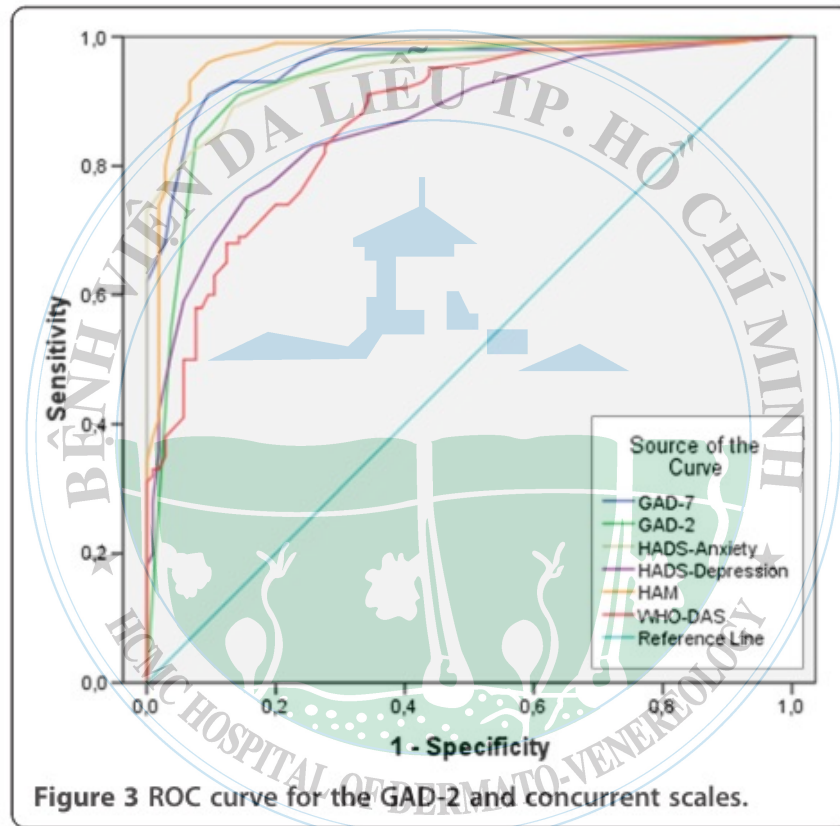 1,0
0,8
0,6
0,4
0,2
0,0
Sensitivity
0,0 0,2 0,4 0,6 0,8 1,0
1 - Specificity
Source of the
Curve
GAD-7
GAD-2
HADS-Anxiety
HADS-Depression
HAM
WHO-DAS
Reference Line
BỆNH VIỆN DA LIỄU TP. HỒ CHÍ MINH
HCMC HOSPITAL OF DERMATO-VENEREOLOGY
Figure 3 ROC curve for the GAD-2 and concurrent scales.